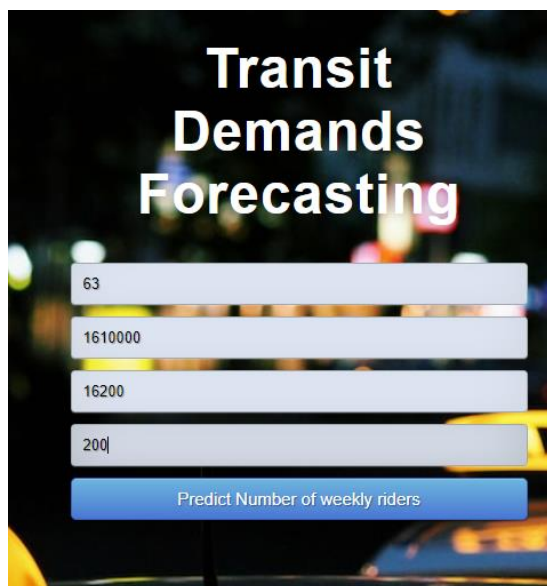 Transit
Demands
Forecasting
63
1610000
16200
200
Predict Number of weekly riders